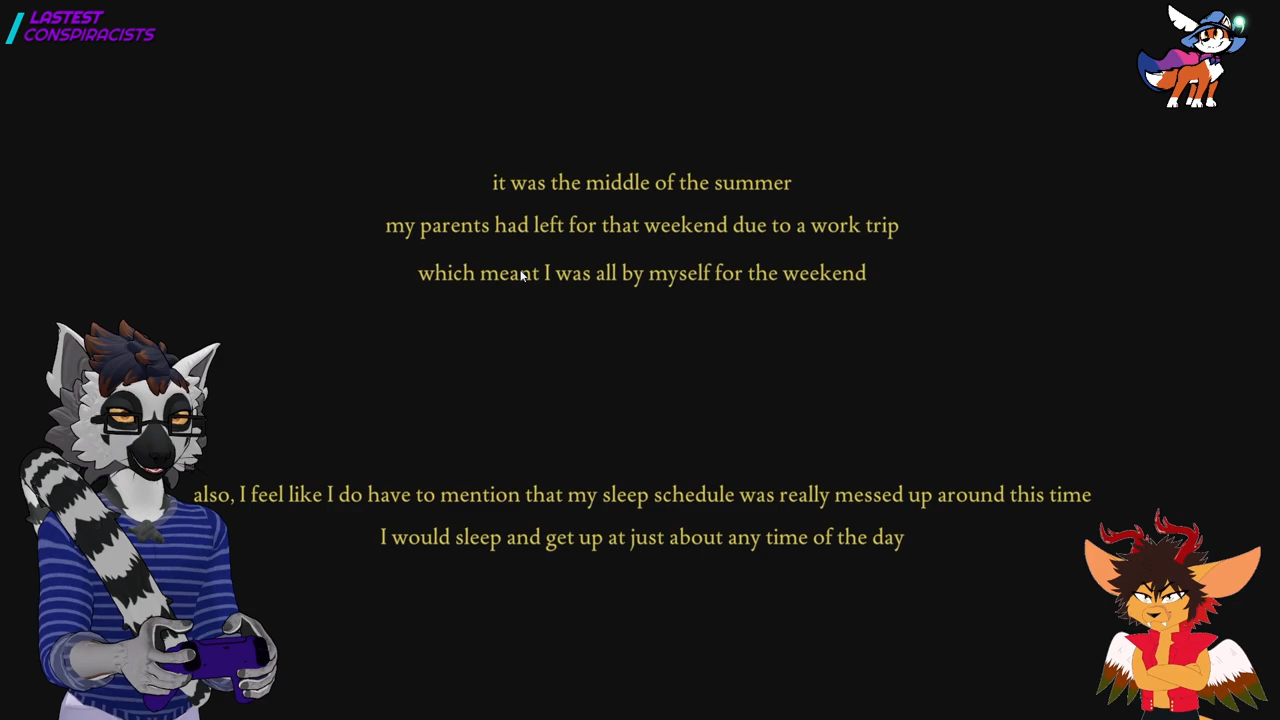 LASTEST
CONSPIRACISTS
it was the middle of the summer
my parents had left for that weekend due to a work trip
which meant I was all by myself for the weekend
also, I feel like I do have to mention that my sleep schedule was really messed up around this time
I would sleep and get up at just about any time of the day